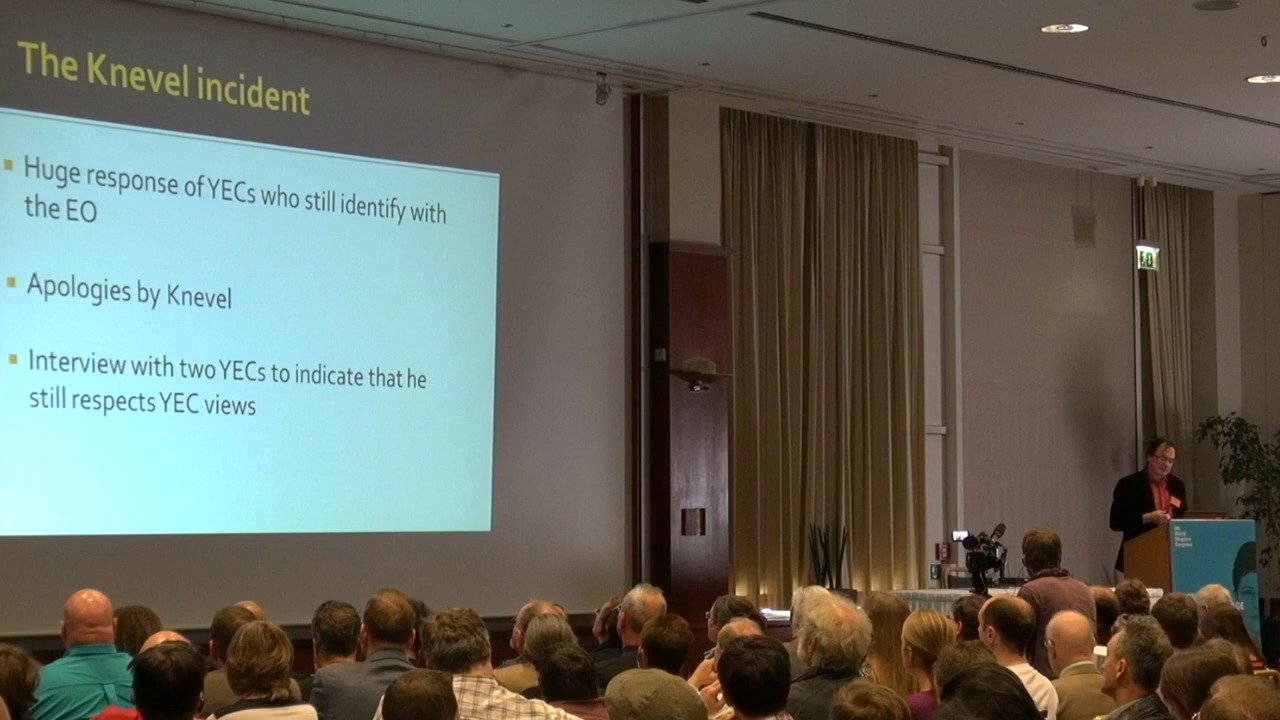 The Knevel incident
Huge response of YECs who still identify with
the EO
Apologies by Knevel
Interview with two YECs to indicate that he
still respects YEC views